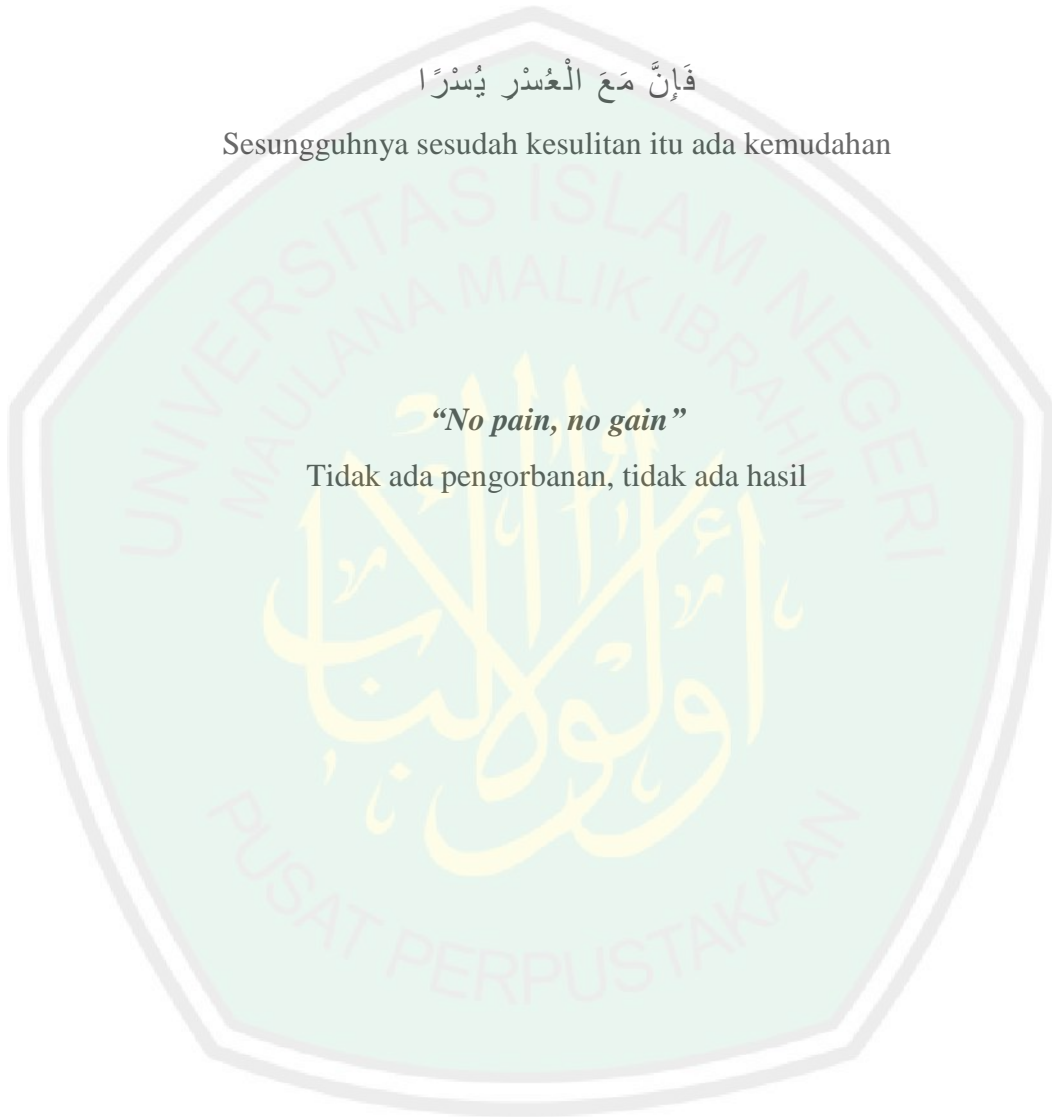 فَإِنَّ مَعَ الْعُسْرِ يُسْرًا
Sesungguhnya sesudah kesulitan itu ada kemudahan
UNIVERSITAS ISLAM NEGERI
MAULANA MALIK IBRAHIM
“No pain, no gain”
Tidak ada pengorbanan, tidak ada hasil
أولوا الألباب
PUSAT PERPUSTAKAAN